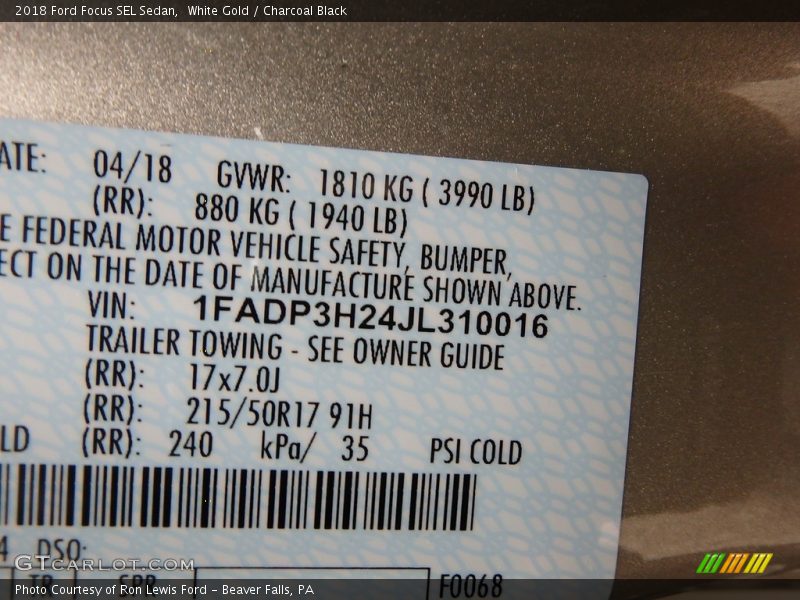 2018 Ford Focus SEL Sedan, White Gold / Charcoal Black
ATE: 04/18 GVWR: 1810 KG ( 3990 LB)
(RR): 880 KG ( 1940 LB)
E FEDERAL MOTOR VEHICLE SAFETY, BUMPER,
ECT ON THE DATE OF MANUFACTURE SHOWN ABOVE.
VIN: 1FADP3H24JL310016
TRAILER TOWING - SEE OWNER GUIDE
(RR): 17x7.0J
(RR): 215/50R17 91H
LD (RR): 240 kPa/ 35 PSI COLD
4 DSO:
GTCARLOT.COM
TR SPR F0068
Photo Courtesy of Ron Lewis Ford - Beaver Falls, PA